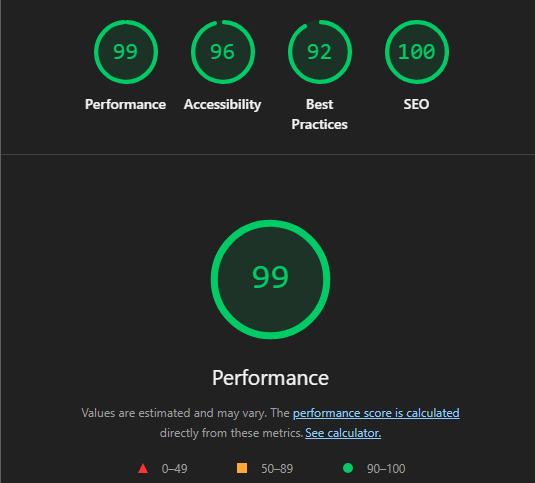 99 96 92 100
Performance Accessibility Best SEO
Practices
99
Performance
Values are estimated and may vary. The performance score is calculated
directly from these metrics. See calculator.
0–49 50–89 90–100